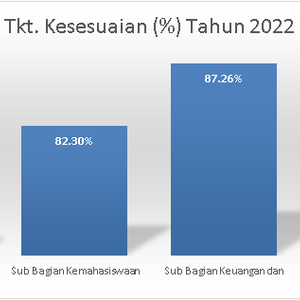 Tkt. Kesesuaian (%) Tahun 2022
87.26%
82.30%
Sub Bagian Kemahasiswaan
Sub Bagian Keuangan dan